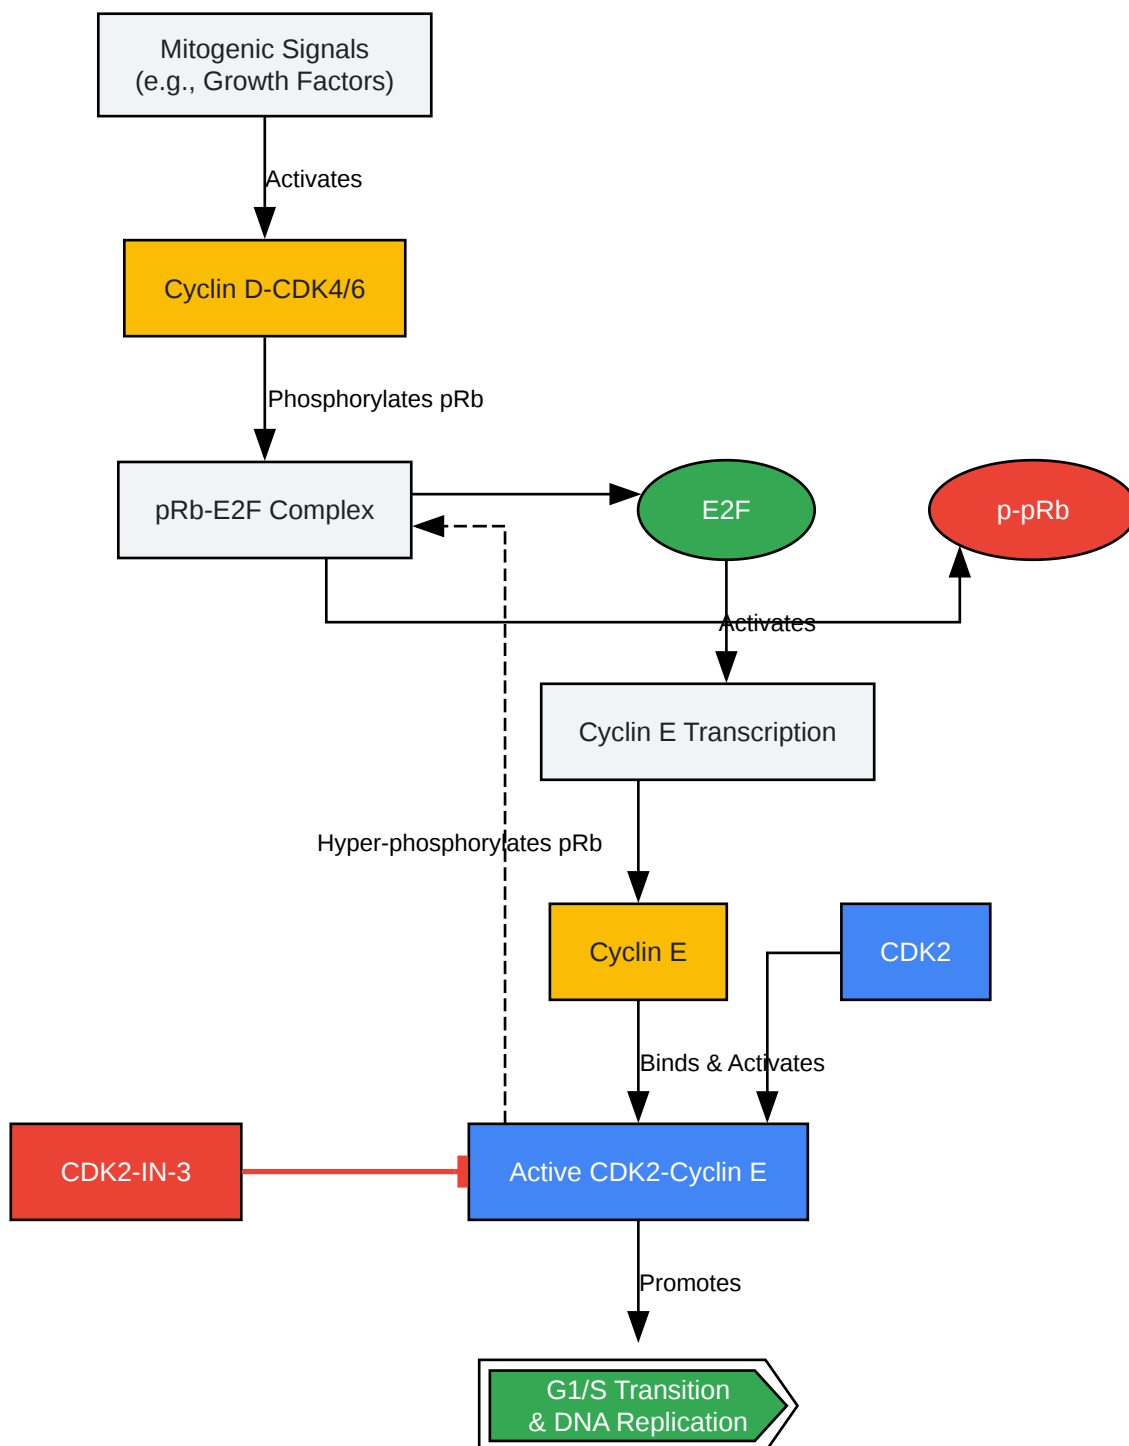 Mitogenic Signals
(e.g., Growth Factors)
Activates
Cyclin D-CDK4/6
Phosphorylates pRb
pRb-E2F Complex
E2F
p-pRb
Activates
Cyclin E Transcription
Hyper-phosphorylates pRb
Cyclin E
CDK2
Binds & Activates
CDK2-IN-3
Active CDK2-Cyclin E
Promotes
G1/S Transition
& DNA Replication